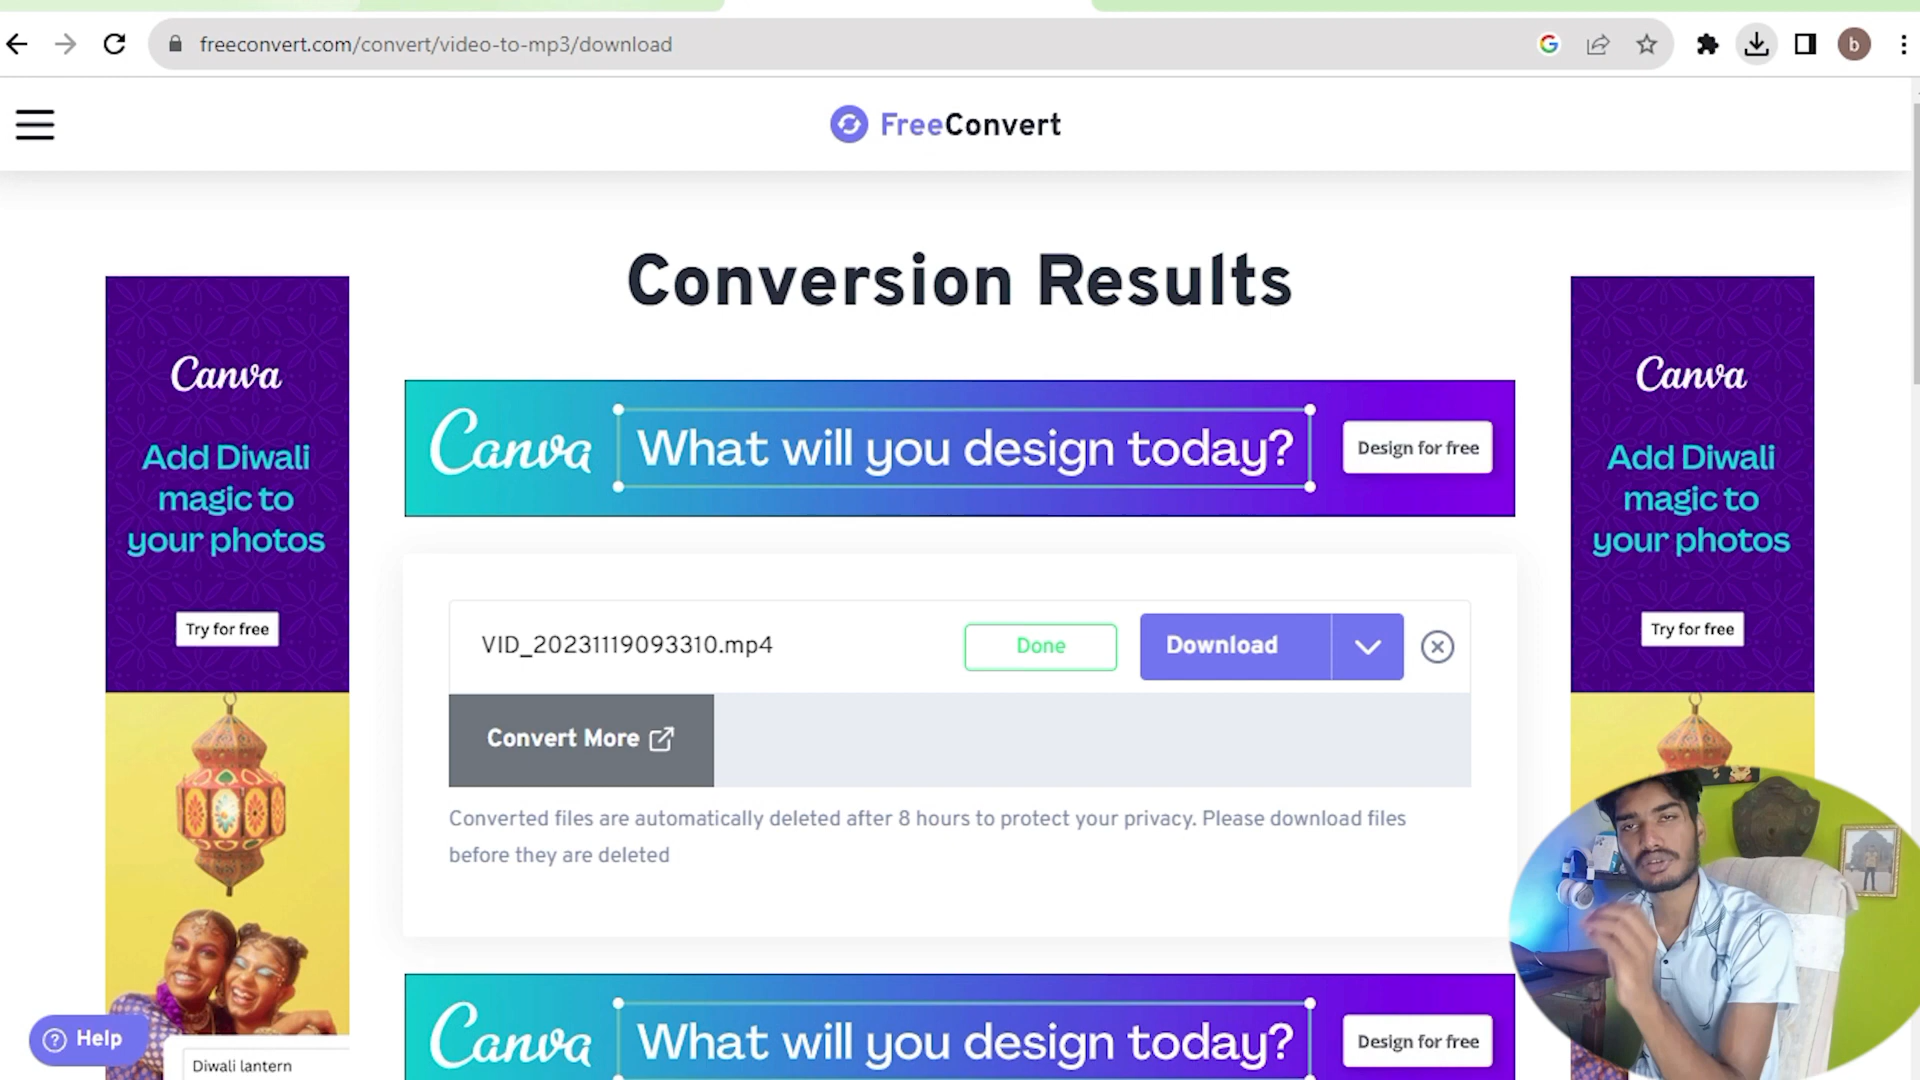 freeconvert.com/convert/video-to-mp3/download
b
FreeConvert
Conversion Results
Canva
Add Diwali
magic to
your photos
Try for free
Canva
What will you design today?
Design for free
Canva
Add Diwali
magic to
your photos
Try for free
VID_20231119093310.mp4
Done
Download
Convert More
Converted files are automatically deleted after 8 hours to protect your privacy. Please download files
before they are deleted
Canva
What will you design today?
Design for free
Help
Diwali lantern